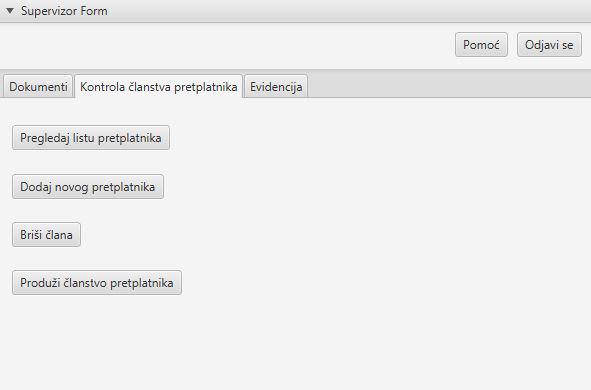 Supervizor Form
Pomoć Odjavi se
Dokumenti Kontrola članstva pretplatnika Evidencija
Pregledaj listu pretplatnika
Dodaj novog pretplatnika
Briši člana
Produži članstvo pretplatnika